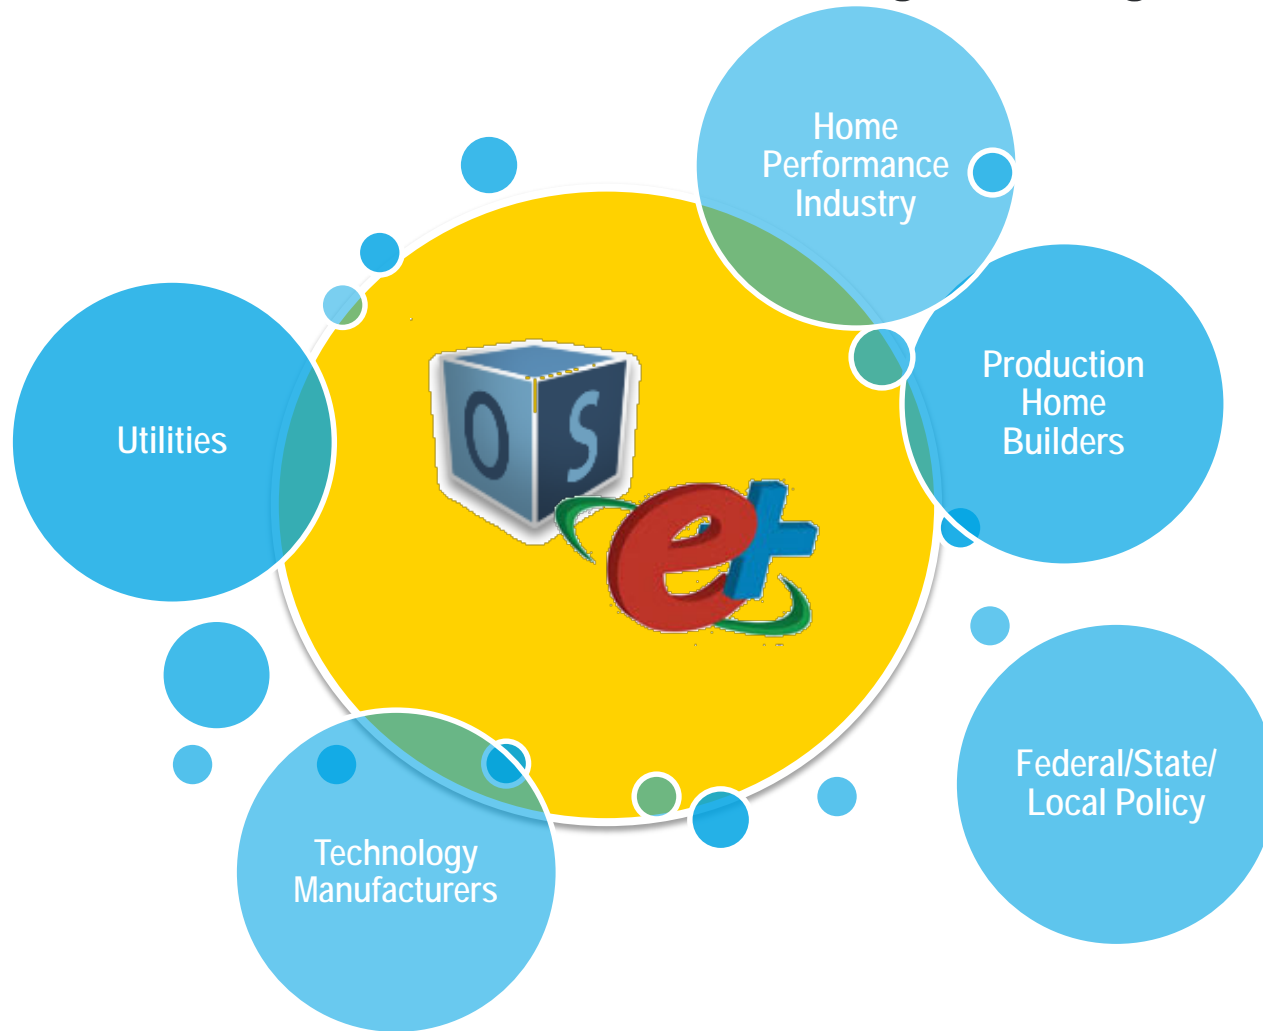 Home
Performance
Industry
Production
Home
Builders
Utilities
O S
e+
Federal/State/
Local Policy
Technology
Manufacturers